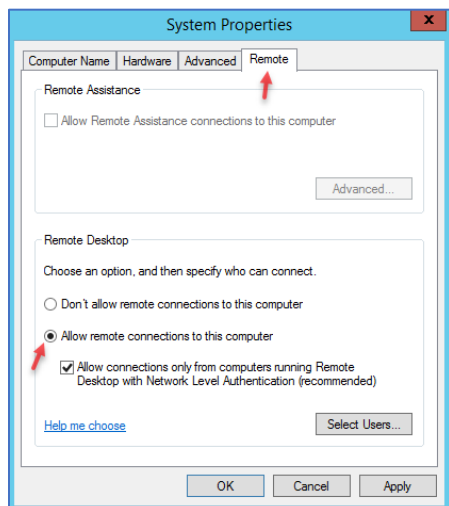 System Properties
x
Computer Name Hardware Advanced Remote
Remote Assistance
Allow Remote Assistance connections to this computer
Advanced...
Remote Desktop
Choose an option, and then specify who can connect.
Don't allow remote connections to this computer
Allow remote connections to this computer
Allow connections only from computers running Remote
Desktop with Network Level Authentication (recommended)
Help me choose Select Users...
OK Cancel Apply